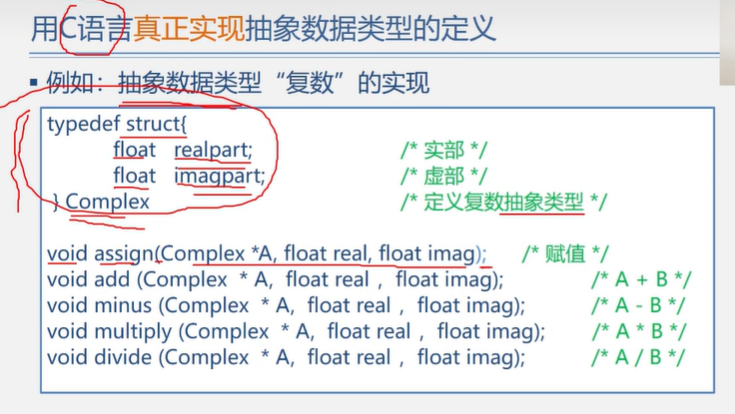 用C语言真正实现抽象数据类型的定义
▪ 例如：抽象数据类型“复数”的实现
typedef struct{
float realpart; /* 实部 */
float imagpart; /* 虚部 */
} Complex /* 定义复数抽象类型 */
void assign(Complex *A, float real, float imag); /* 赋值 */
void add (Complex * A, float real , float imag); /* A + B */
void minus (Complex * A, float real , float imag); /* A - B */
void multiply (Complex * A, float real , float imag); /* A * B */
void divide (Complex * A, float real , float imag); /* A / B */